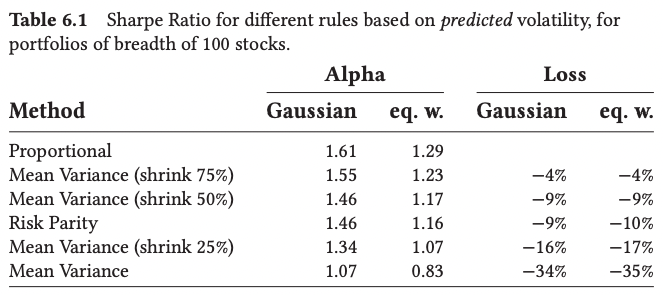 Table 6.1 Sharpe Ratio for different rules based on predicted volatility, for
portfolios of breadth of 100 stocks.
Alpha Loss
Method Gaussian eq. w. Gaussian eq. w.
Proportional 1.61 1.29
Mean Variance (shrink 75%) 1.55 1.23 −4% −4%
Mean Variance (shrink 50%) 1.46 1.17 −9% −9%
Risk Parity 1.46 1.16 −9% −10%
Mean Variance (shrink 25%) 1.34 1.07 −16% −17%
Mean Variance 1.07 0.83 −34% −35%